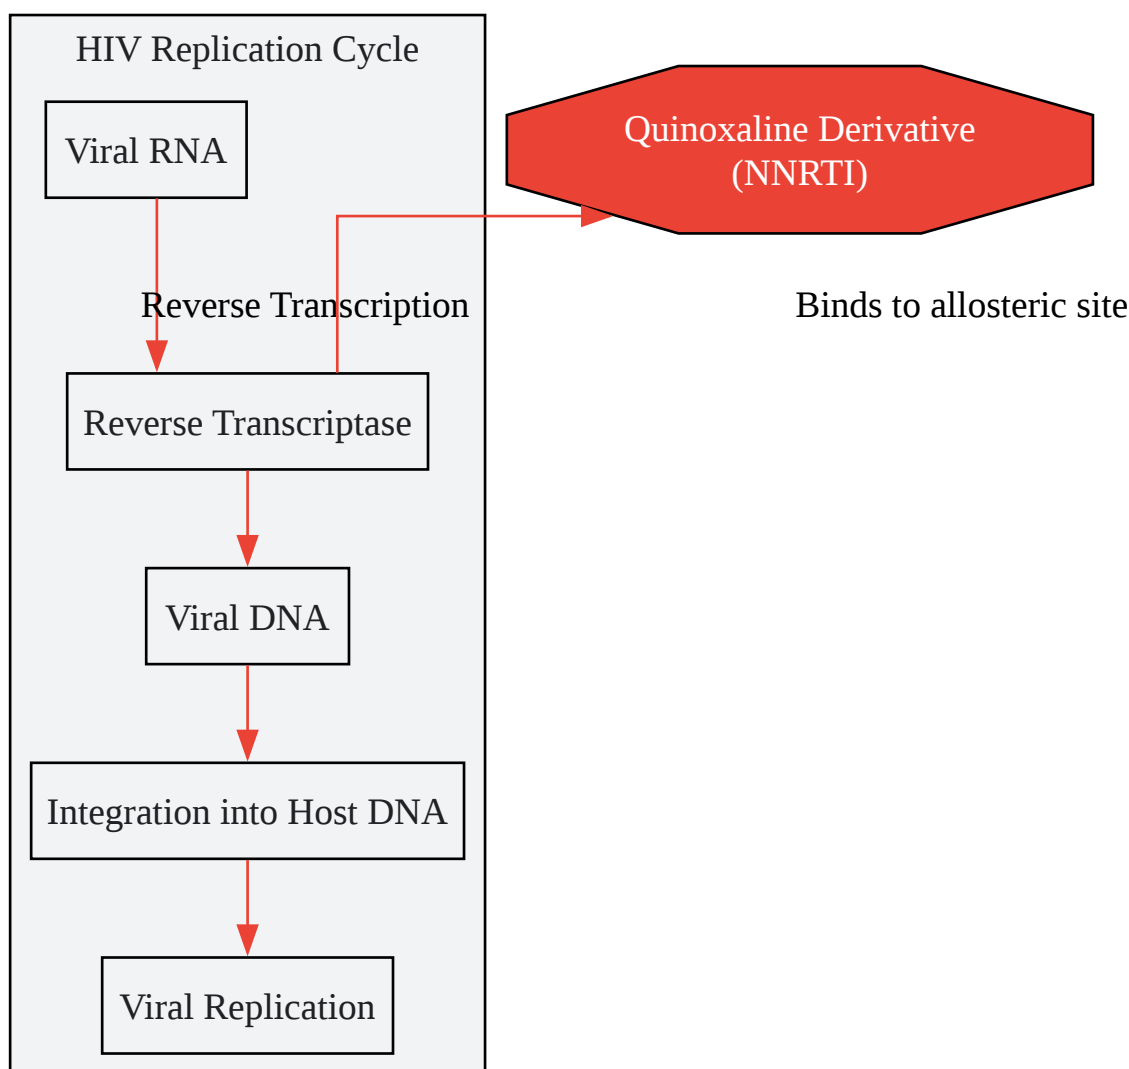 HIV Replication Cycle
Viral RNA
Quinoxaline Derivative
(NNRTI)
Reverse Transcription
Binds to allosteric site
Reverse Transcriptase
Viral DNA
Integration into Host DNA
Viral Replication